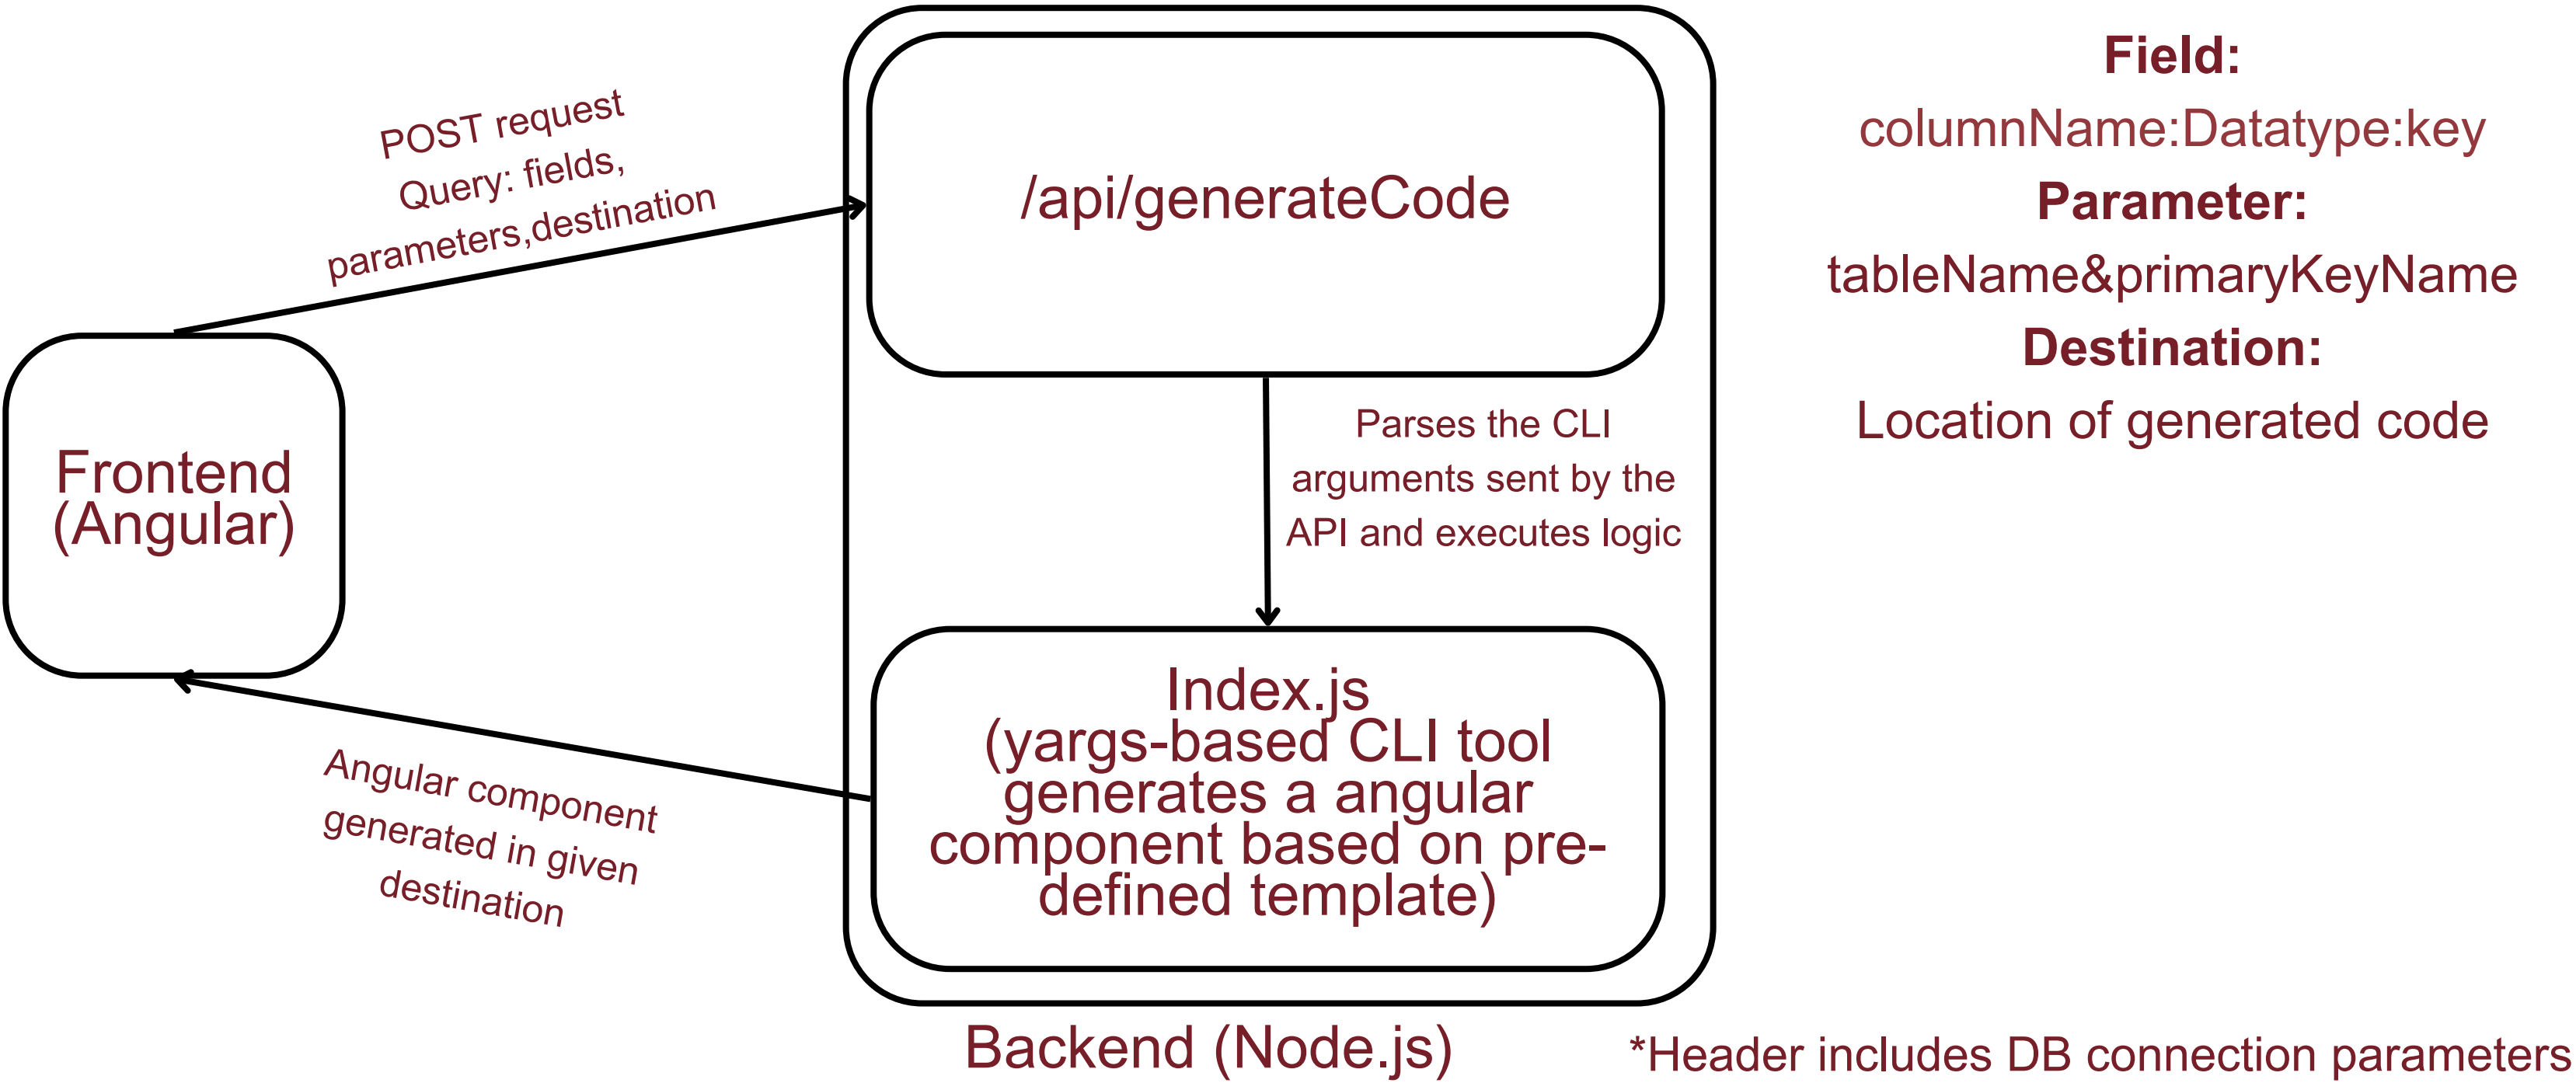 POST request
Query: fields,
parameters,destination
/api/generateCode
Field:
columnName:Datatype:key
Parameter:
tableName&primaryKeyName
Destination:
Location of generated code
Parses the CLI
arguments sent by the
API and executes logic
Frontend
(Angular)
Index.js
(yargs-based CLI tool
generates a angular
component based on pre-
defined template)
Angular component
generated in given
destination
Backend (Node.js)
*Header includes DB connection parameters